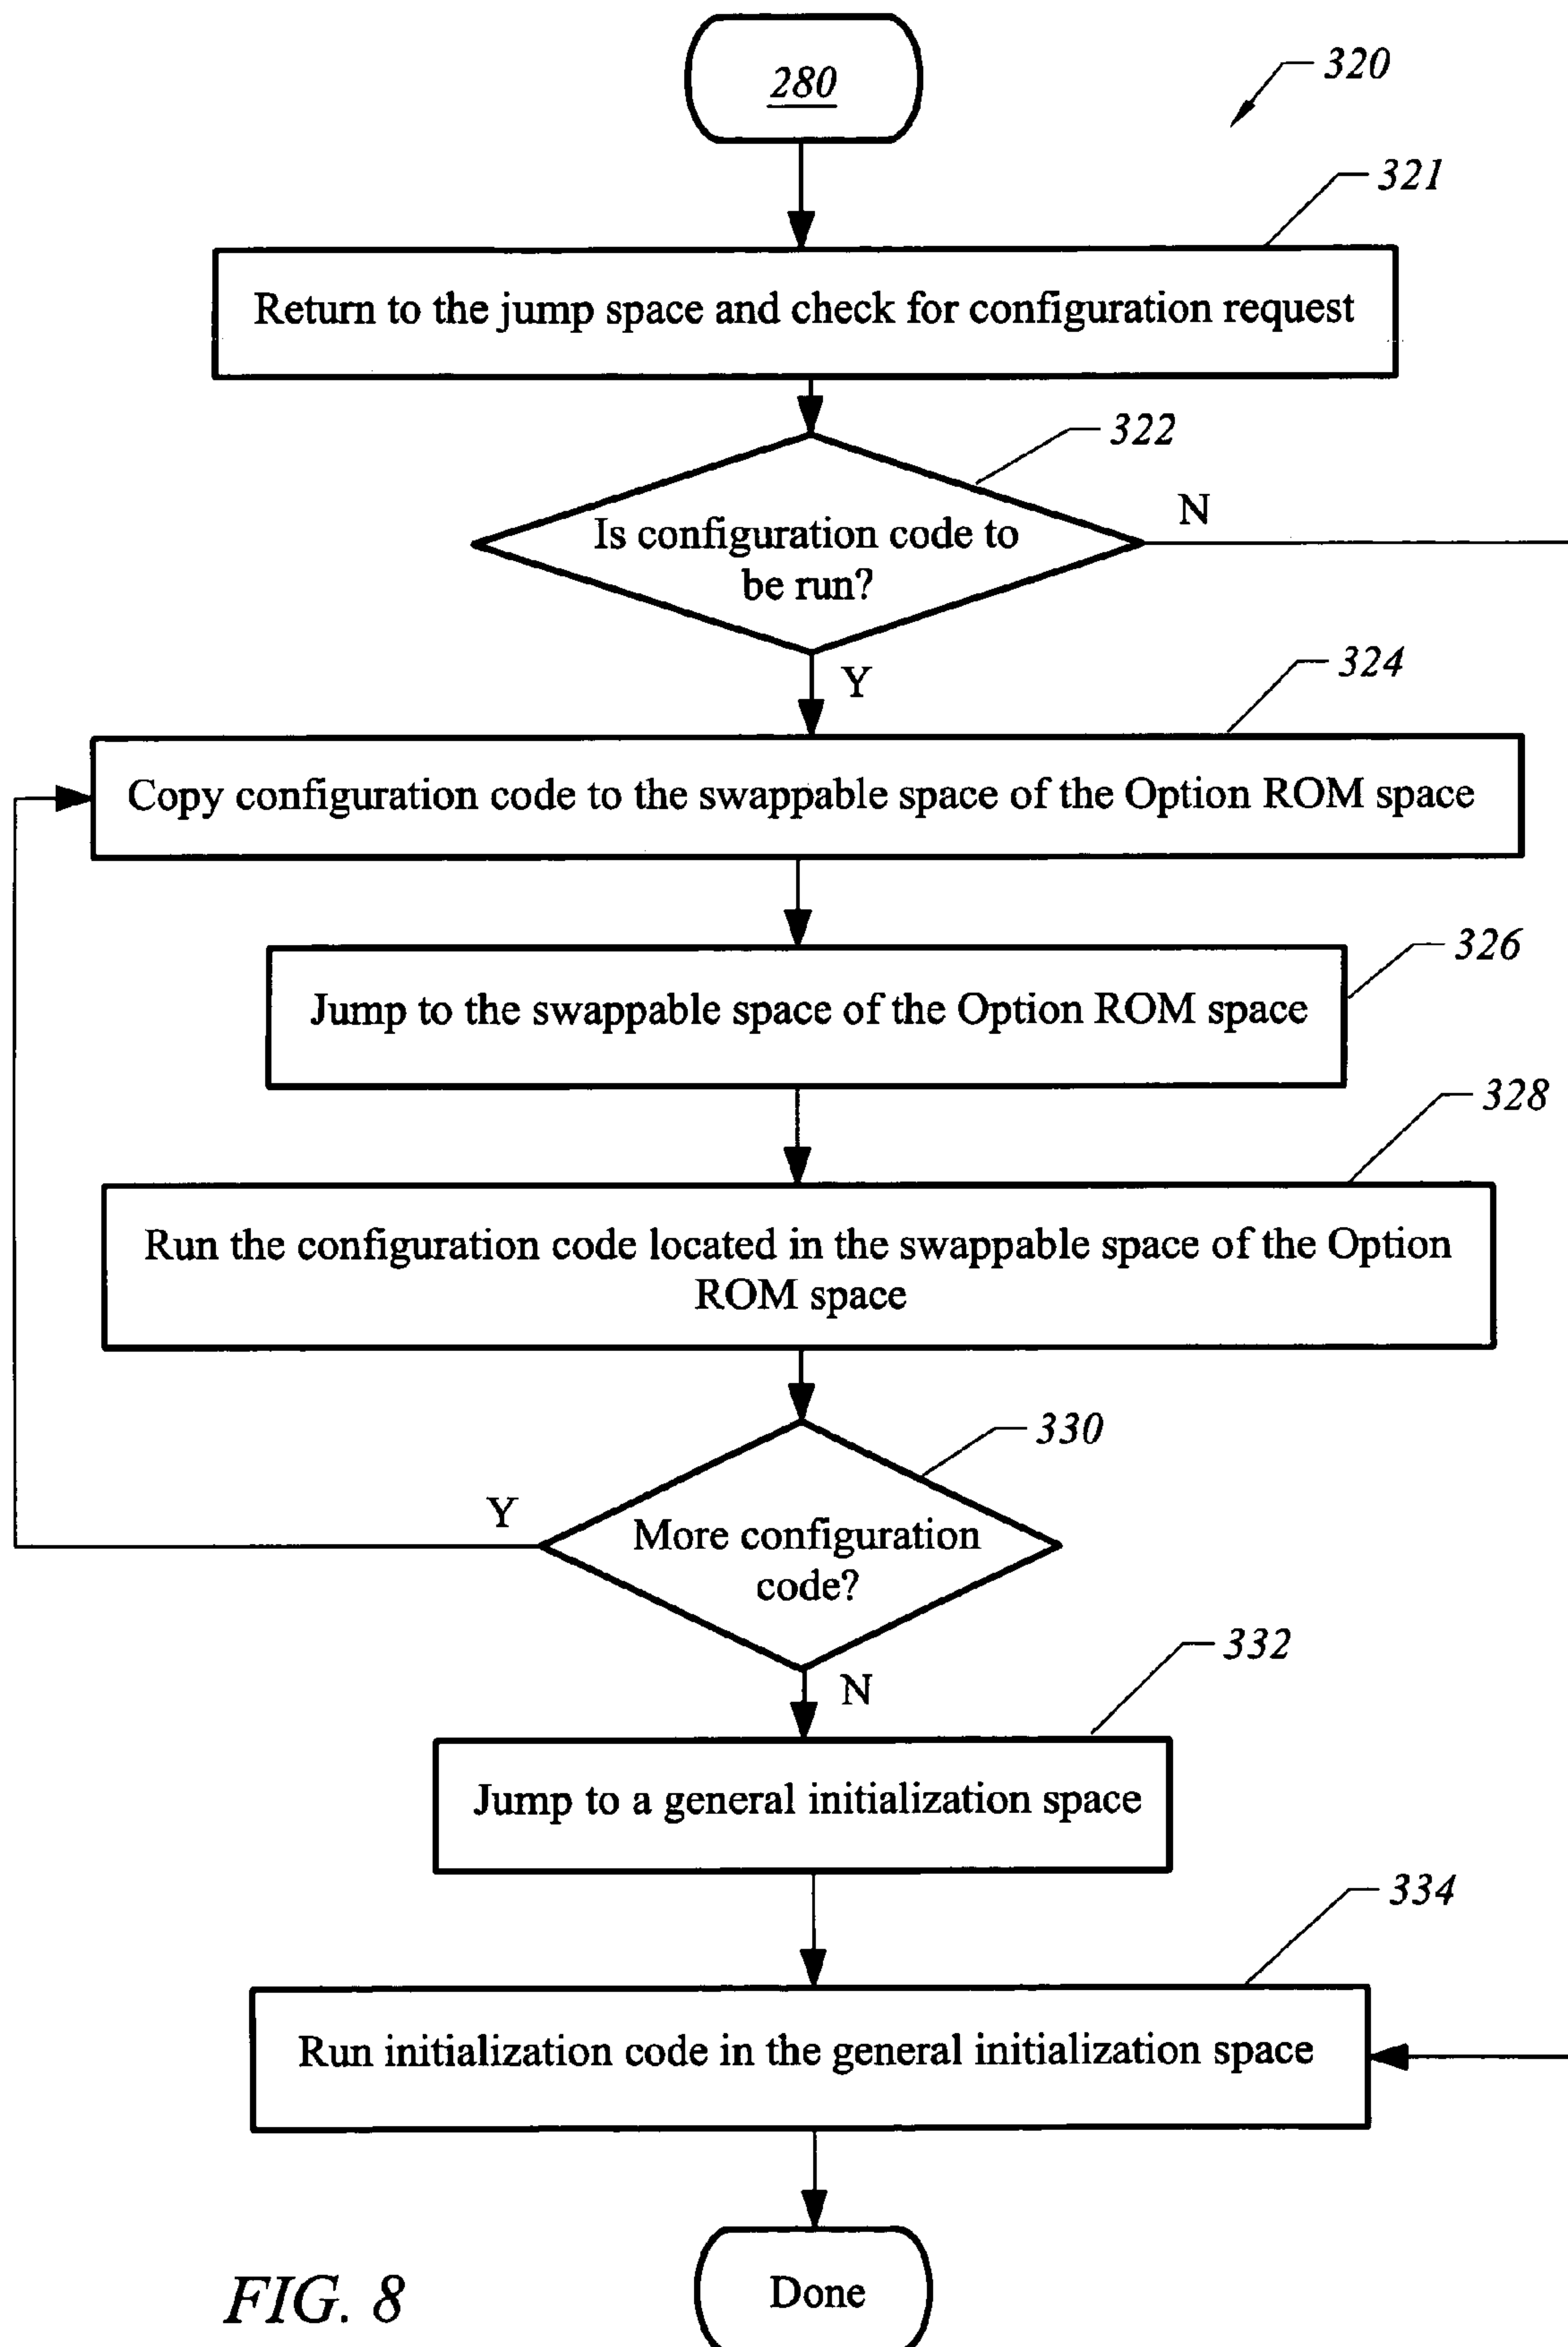 280
320
321
Return to the jump space and check for configuration request
322
Is configuration code to
be run?
N
Y
324
Copy configuration code to the swappable space of the Option ROM space
326
Jump to the swappable space of the Option ROM space
328
Run the configuration code located in the swappable space of the Option
ROM space
330
Y
More configuration
code?
N
332
Jump to a general initialization space
334
Run initialization code in the general initialization space
Done
FIG. 8